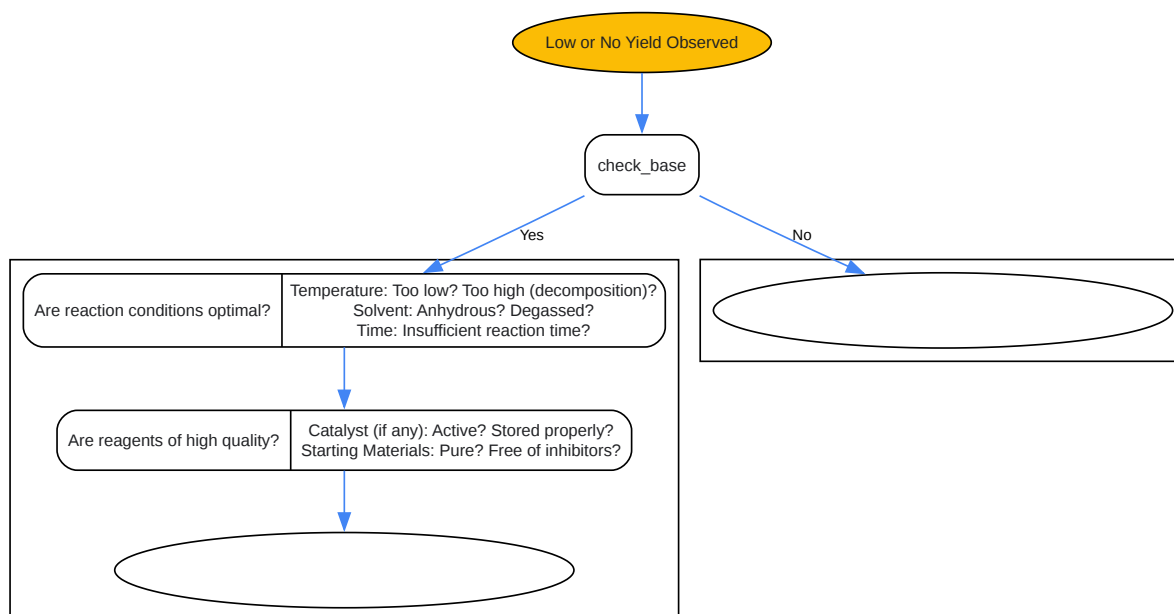 Low or No Yield Observed
check_base
Yes
No
Are reaction conditions optimal?
Temperature: Too low? Too high (decomposition)?
Solvent: Anhydrous? Degassed?
Time: Insufficient reaction time?
Are reagents of high quality?
Catalyst (if any): Active? Stored properly?
Starting Materials: Pure? Free of inhibitors?